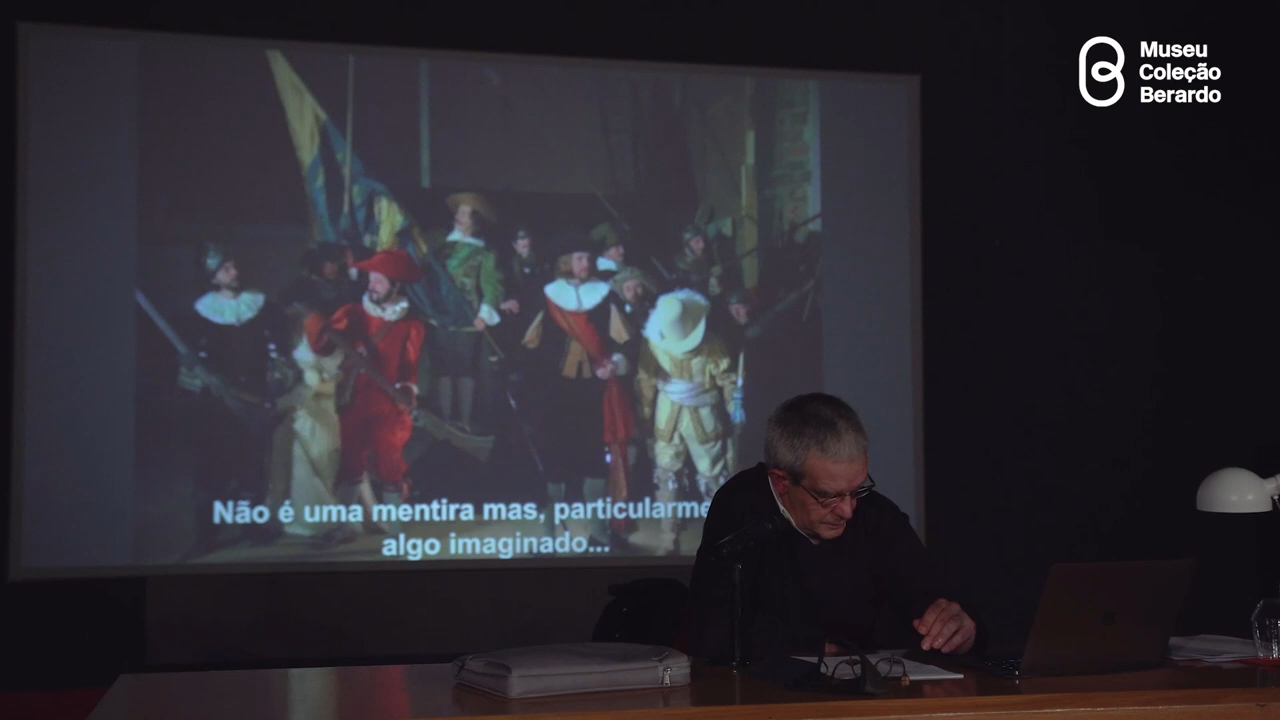 Museu
Coleção
Berardo
Não é uma mentira mas, particularme
algo imaginado...